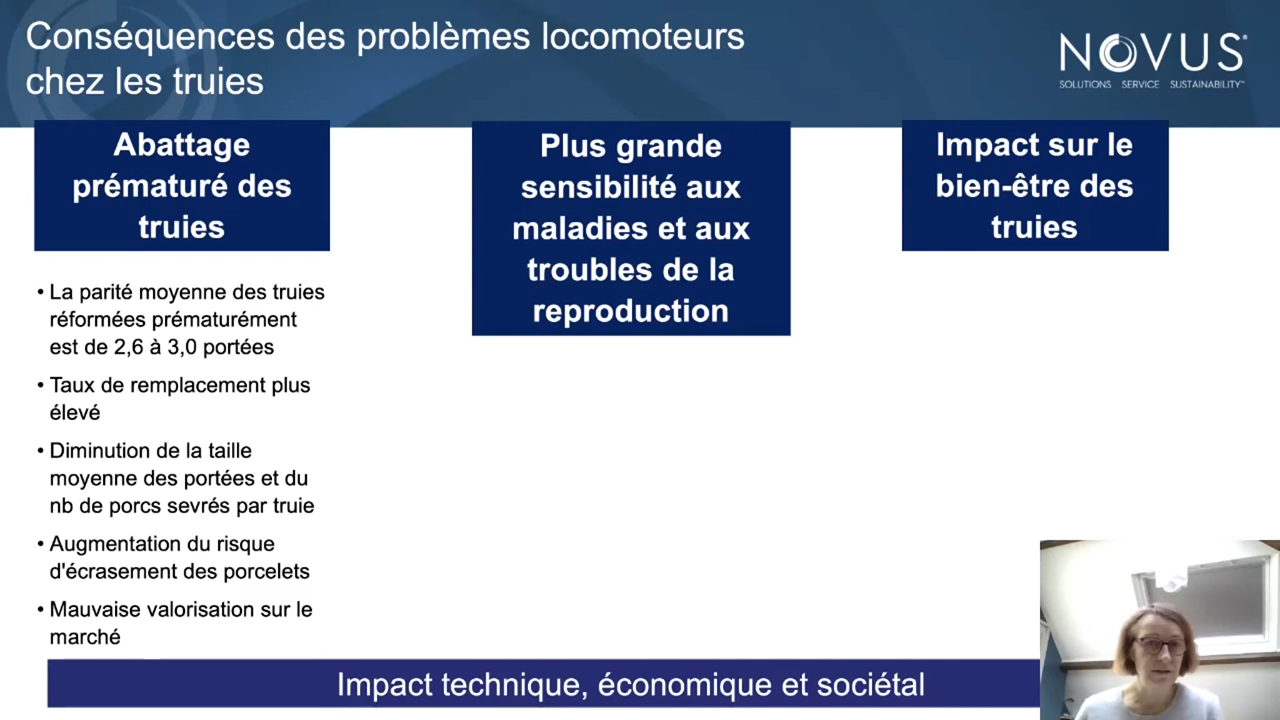 Conséquences des problèmes locomoteurs
chez les truies
NOVUS®
SOLUTIONS SERVICE SUSTAINABILITY™
Abattage
prématuré des
truies
• La parité moyenne des truies
réformées prématurément
est de 2,6 à 3,0 portées
• Taux de remplacement plus
élevé
• Diminution de la taille
moyenne des portées et du
nb de porcs sevrés par truie
• Augmentation du risque
d'écrasement des porcelets
• Mauvaise valorisation sur le
marché
Plus grande
sensibilité aux
maladies et aux
troubles de la
reproduction
Impact sur le
bien-être des
truies
Impact technique, économique et sociétal